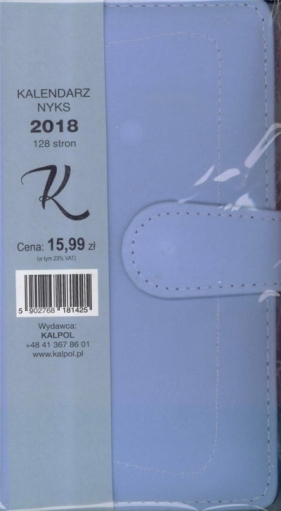 KALENDARZ
NYKS
2018
128 stron
K
Cena: 15,99 zł
(w tym 23% VAT)
5 902768 181425
Wydawca:
KALPOL
+48 41 367 86 01
www.kalpol.pl